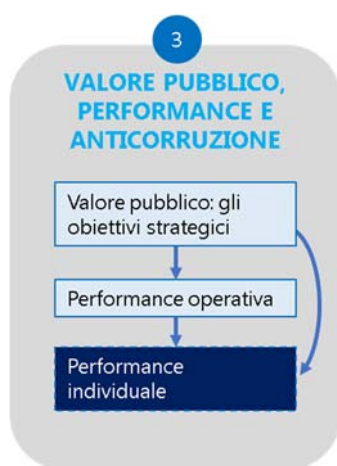 3
VALORE PUBBLICO,
PERFORMANCE E
ANTICORRUZIONE
Valore pubblico: gli
obiettivi strategici
Performance operativa
Performance
individuale